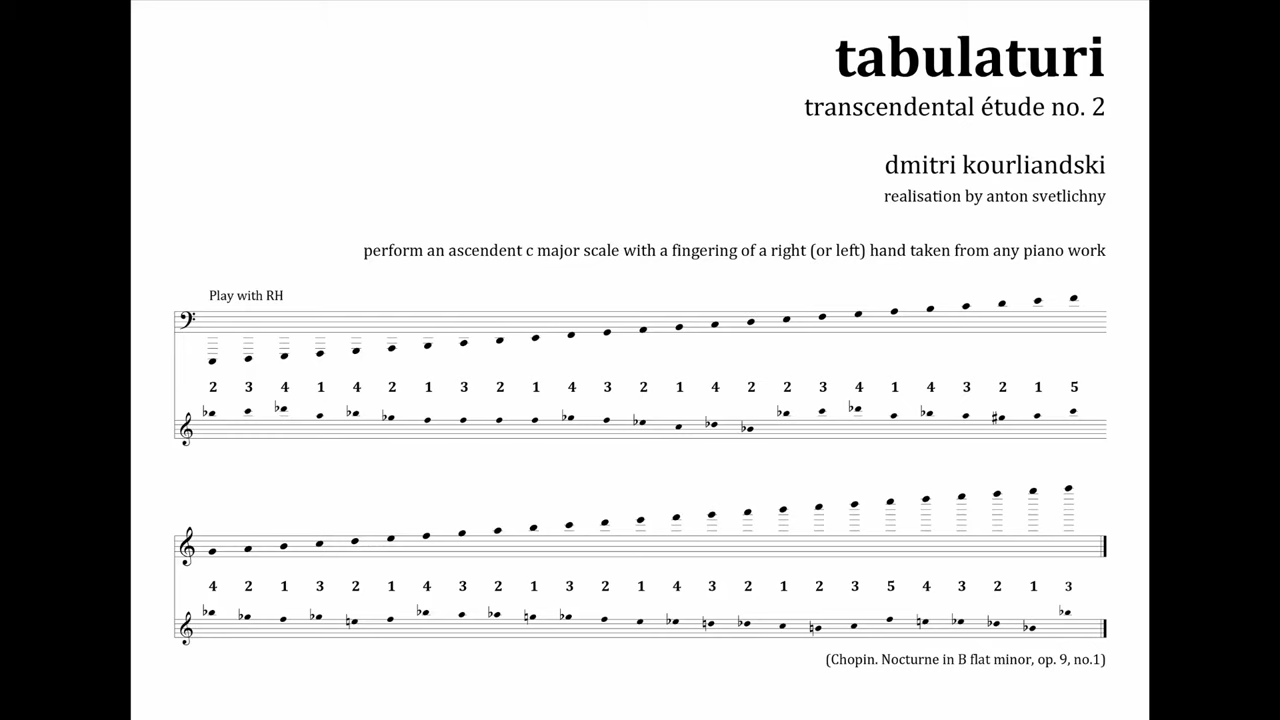 tabulaturi
transcendental étude no. 2
dmitri kourliandski
realisation by anton svetlichny
perform an ascendent c major scale with a fingering of a right (or left) hand taken from any piano work
Play with RH
2 3 4 1 4 2 1 3 2 1 4 3 2 1 4 2 2 3 4 1 4 3 2 1 5
4 2 1 3 2 1 4 3 2 1 3 2 1 4 3 2 1 2 3 5 4 3 2 1 3
(Chopin. Nocturne in B flat minor, op. 9, no.1)